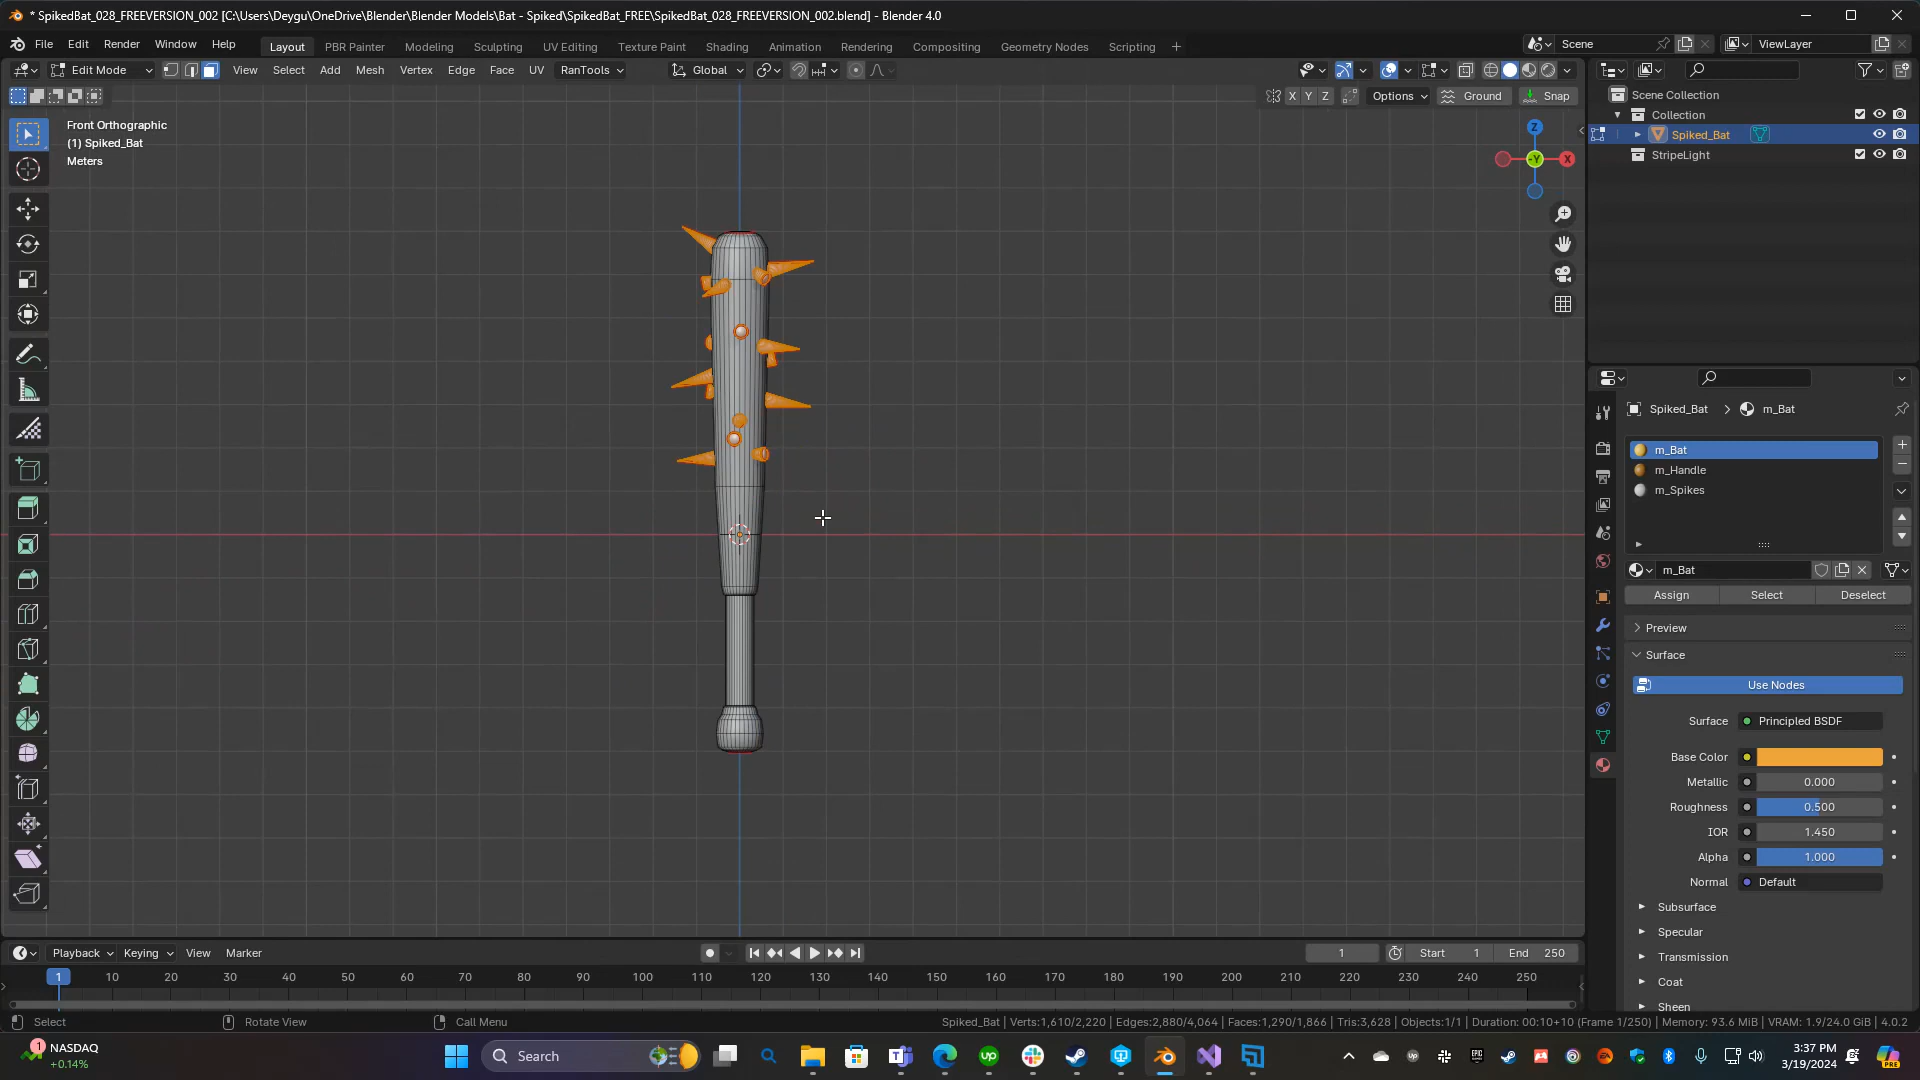 * SpikedBat_028_FREEVERSION_002 [C:\Users\Deygu\OneDrive\Blender\Blender Models\Bat - Spiked\SpikedBat_FREE\SpikedBat_028_FREEVERSION_002.blend] - Blender 4.0
File Edit Render Window Help Layout PBR Painter Modeling Sculpting UV Editing Texture Paint Shading Animation Rendering Compositing Geometry Nodes Scripting + Scene ViewLayer
Edit Mode View Select Add Mesh Vertex Edge Face UV RanTools Global
X Y Z Options Ground Snap
Scene Collection
Collection
Spiked_Bat
StripeLight
Front Orthographic
(1) Spiked_Bat
Meters
Z
-Y X
Spiked_Bat > m_Bat
m_Bat
m_Handle
m_Spikes
m_Bat
Assign Select Deselect
Preview
Surface
Use Nodes
Surface Principled BSDF
Base Color
Metallic 0.000
Roughness 0.500
IOR 1.450
Alpha 1.000
Normal Default
Subsurface
Specular
Transmission
Coat
Sheen
Playback Keying View Marker 1 Start 1 End 250
1 10 20 30 40 50 60 70 80 90 100 110 120 130 140 150 160 170 180 190 200 210 220 230 240 250
Select Rotate View Call Menu Spiked_Bat | Verts:1,610/2,220 | Edges:2,880/4,064 | Faces:1,290/1,866 | Tris:3,628 | Objects:1/1 | Duration: 00:10+10 (Frame 1/250) | Memory: 93.6 MiB | VRAM: 1.9/24.0 GiB | 4.0.2
1 NASDAQ
+0.14%
Search
3:37 PM
3/19/2024
PRE